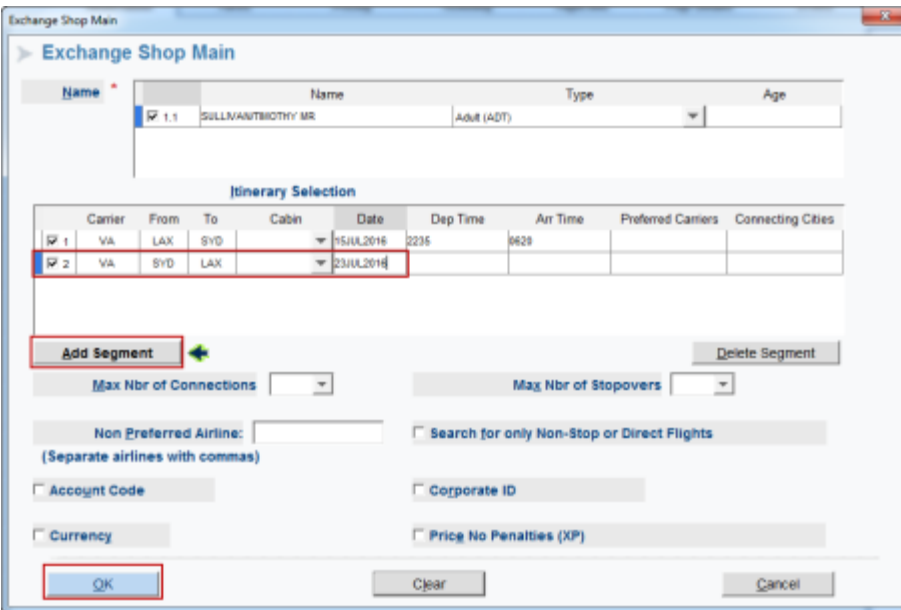 Exchange Shop Main
Exchange Shop Main
Name *
Name Type Age
1.1 SULLIVAN/TIMOTHY MR Adult (ADT)
Itinerary Selection
Carrier From To Cabin Date Dep Time Arr Time Preferred Carriers Connecting Cities
1 VA LAX SYD 15JUL2016 2235 0620
2 VA SYD LAX 23JUL2016
Add Segment Delete Segment
Max Nbr of Connections Max Nbr of Stopovers
Non Preferred Airline: Search for only Non-Stop or Direct Flights
(Separate airlines with commas)
Account Code Corporate ID
Currency Price No Penalties (XP)
OK Clear Cancel